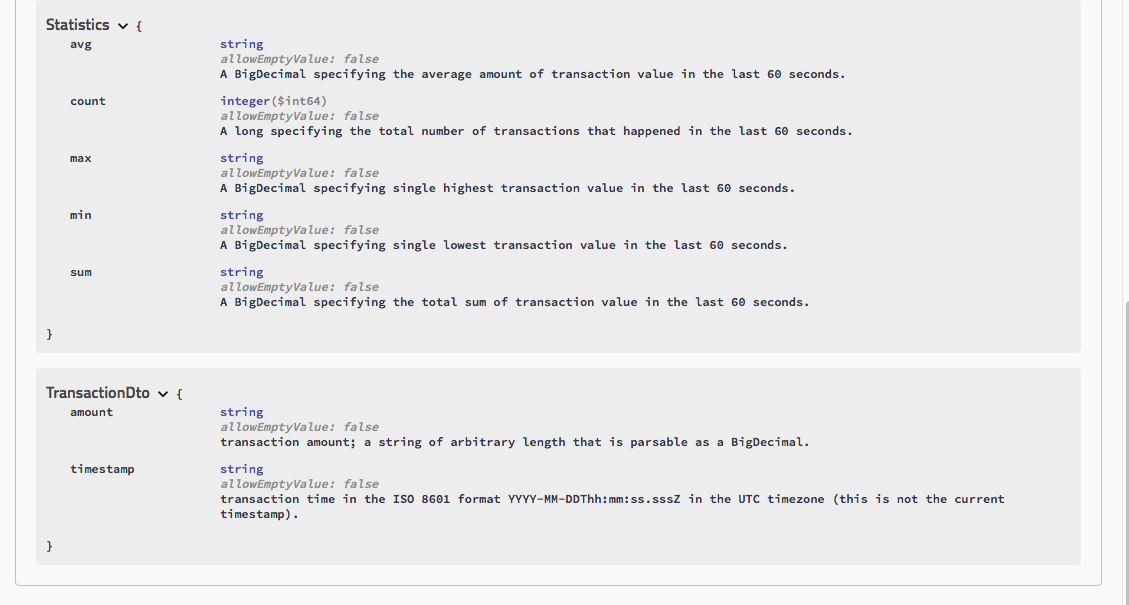 Statistics {
avg string
allowEmptyValue: false
A BigDecimal specifying the average amount of transaction value in the last 60 seconds.
count integer($int64)
allowEmptyValue: false
A long specifying the total number of transactions that happened in the last 60 seconds.
max string
allowEmptyValue: false
A BigDecimal specifying single highest transaction value in the last 60 seconds.
min string
allowEmptyValue: false
A BigDecimal specifying single lowest transaction value in the last 60 seconds.
sum string
allowEmptyValue: false
A BigDecimal specifying the total sum of transaction value in the last 60 seconds.
}
TransactionDto {
amount string
allowEmptyValue: false
transaction amount; a string of arbitrary length that is parsable as a BigDecimal.
timestamp string
allowEmptyValue: false
transaction time in the ISO 8601 format YYYY-MM-DDThh:mm:ss.sssZ in the UTC timezone (this is not the current
timestamp).
}